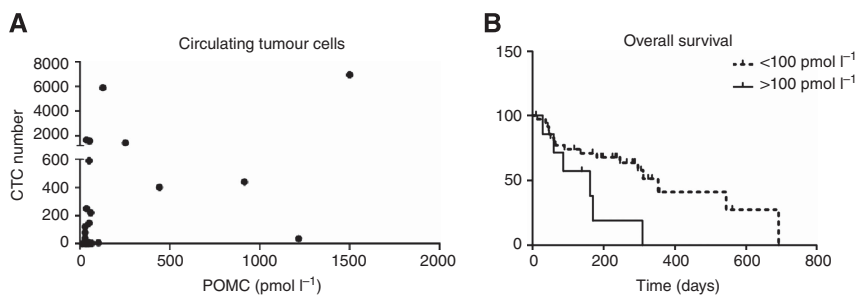 A
Circulating tumour cells
CTC number
8000
6000
4000
2000
600
400
200
0
0 500 1000 1500 2000
POMC (pmol l⁻¹)
B
Overall survival
<100 pmol l⁻¹
>100 pmol l⁻¹
150
100
50
0
0 200 400 600 800
Time (days)